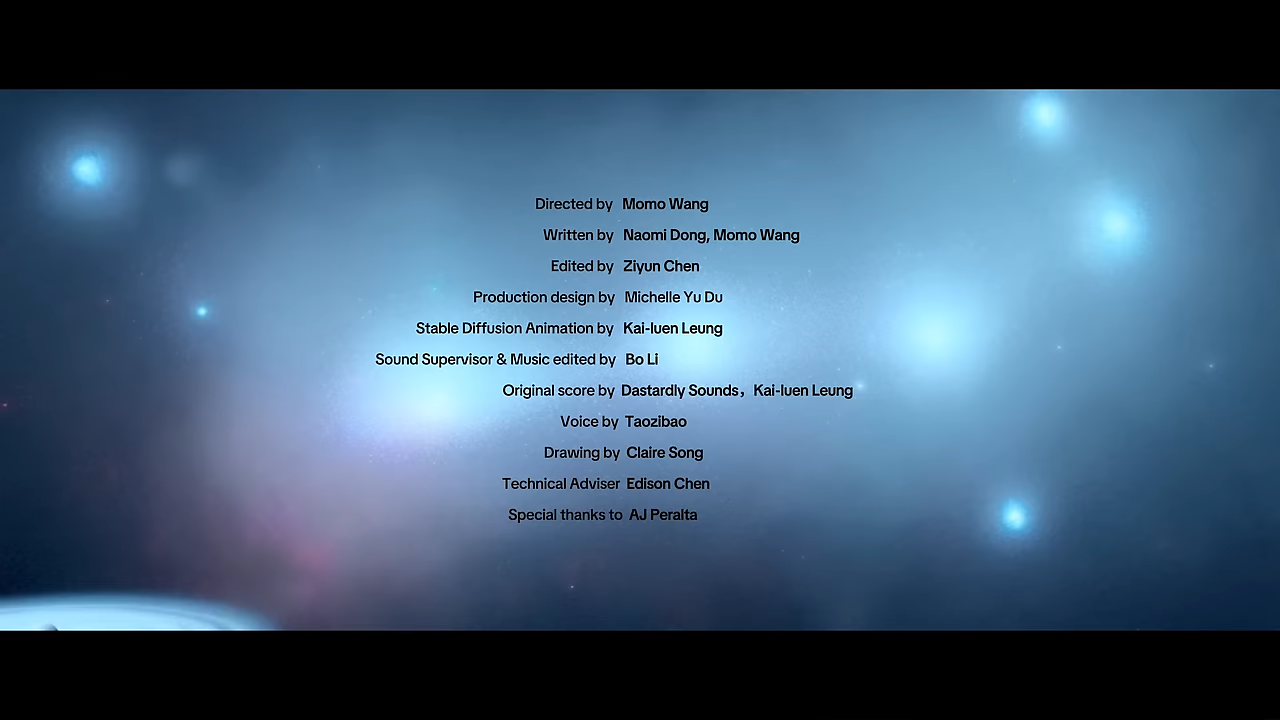 Directed by Momo Wang
Written by Naomi Dong, Momo Wang
Edited by Ziyun Chen
Production design by Michelle Yu Du
Stable Diffusion Animation by Kai-luen Leung
Sound Supervisor & Music edited by Bo Li
Original score by Dastardly Sounds，Kai-luen Leung
Voice by Taozibao
Drawing by Claire Song
Technical Adviser Edison Chen
Special thanks to AJ Peralta